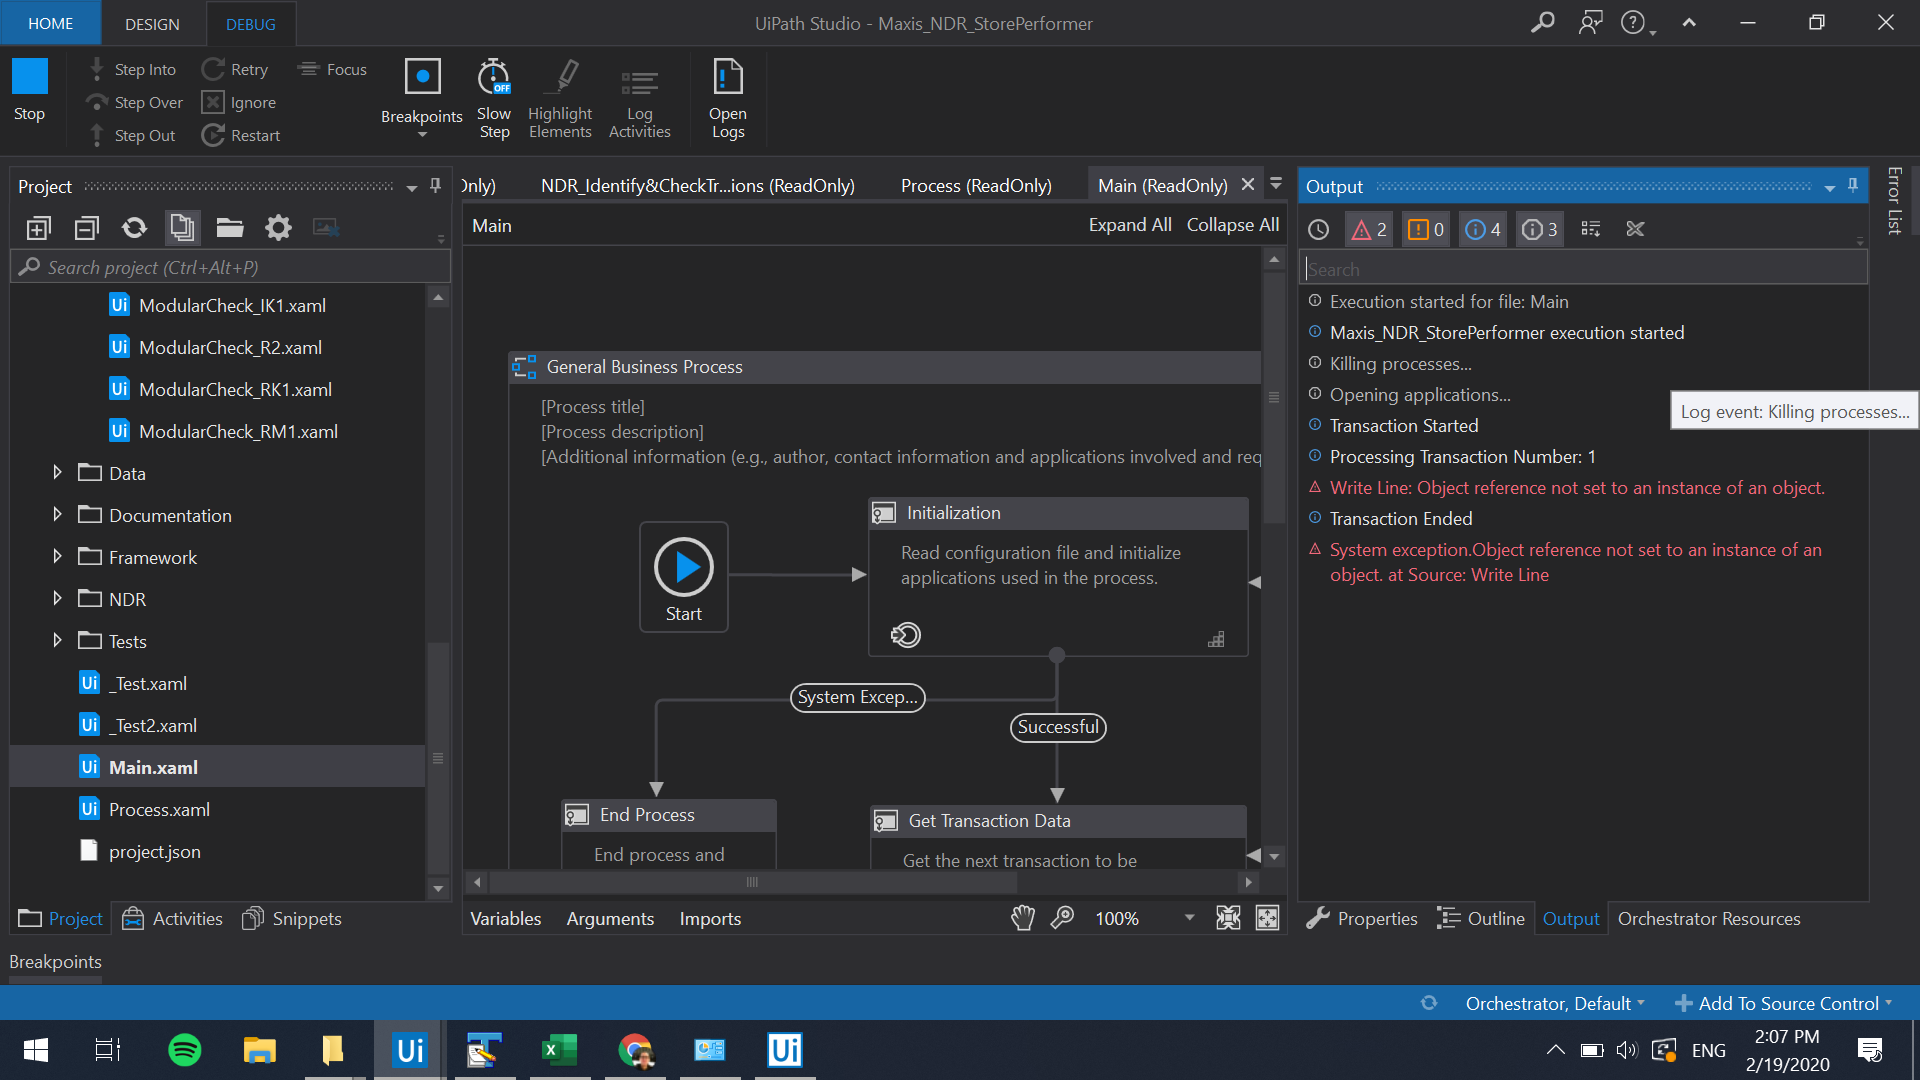 HOME
DESIGN
DEBUG
UiPath Studio - Maxis_NDR_StorePerformer
Stop
Step Into
Step Over
Step Out
Retry
Ignore
Restart
Focus
Breakpoints
Slow
Step
OFF
Highlight
Elements
Log
Activities
Open
Logs
Project
Search project (Ctrl+Alt+P)
ModularCheck_IK1.xaml
ModularCheck_R2.xaml
ModularCheck_RK1.xaml
ModularCheck_RM1.xaml
Data
Documentation
Framework
NDR
Tests
_Test.xaml
_Test2.xaml
Main.xaml
Process.xaml
project.json
Project
Activities
Snippets
Only)
NDR_Identify&CheckTr...ions (ReadOnly)
Process (ReadOnly)
Main (ReadOnly)
Main
Expand All
Collapse All
General Business Process
[Process title]
[Process description]
[Additional information (e.g., author, contact information and applications involved and req
Start
Initialization
Read configuration file and initialize
applications used in the process.
System Excep...
Successful
End Process
End process and
Get Transaction Data
Get the next transaction to be
Variables
Arguments
Imports
100%
Output
2
0
4
3
Search
Execution started for file: Main
Maxis_NDR_StorePerformer execution started
Killing processes...
Opening applications...
Log event: Killing processes...
Transaction Started
Processing Transaction Number: 1
Write Line: Object reference not set to an instance of an object.
Transaction Ended
System exception.Object reference not set to an instance of an
object. at Source: Write Line
Properties
Outline
Output
Orchestrator Resources
Error List
Breakpoints
Orchestrator, Default
Add To Source Control
ENG
2:07 PM
2/19/2020